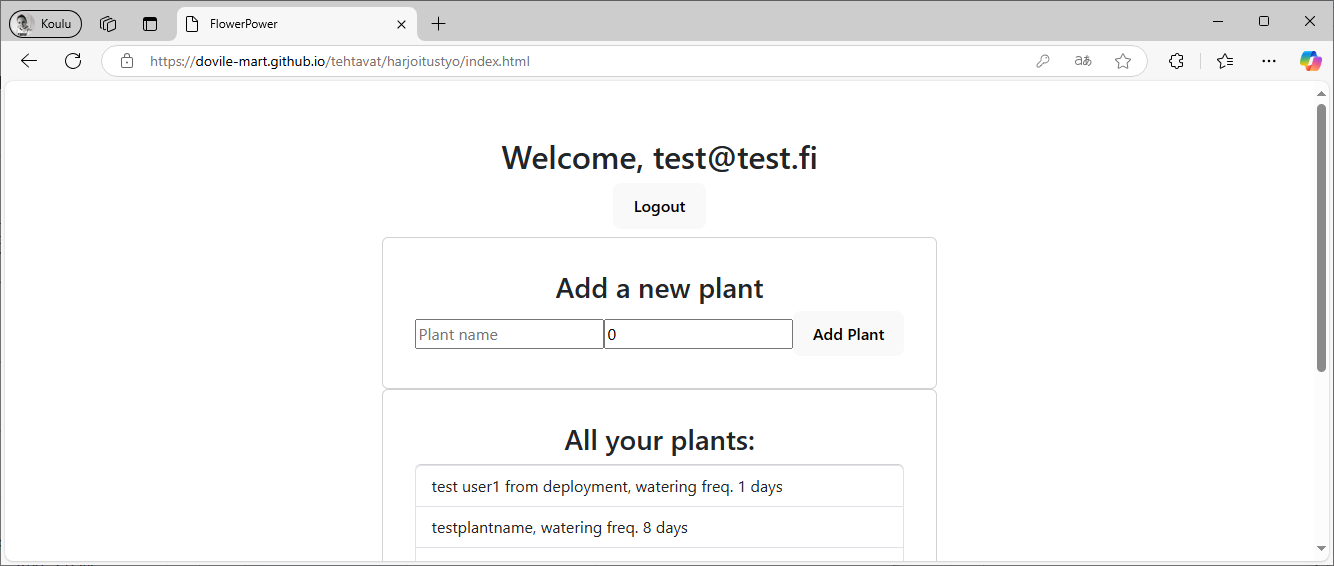 Koulu
FlowerPower
https://dovile-mart.github.io/tehtavat/harjoitustyo/index.html
Welcome, test@test.fi
Logout
Add a new plant
Plant name
0
Add Plant
All your plants:
test user1 from deployment, watering freq. 1 days
testplantname, watering freq. 8 days